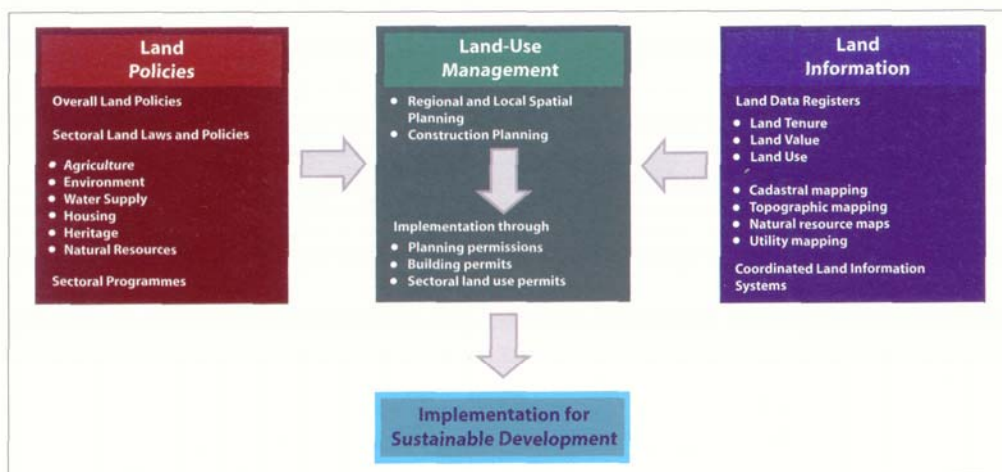 Land
Policies
Overall Land Policies
Sectoral Land Laws and Policies
● Agriculture
● Environment
● Water Supply
● Housing
● Heritage
● Natural Resources
Sectoral Programmes
Land-Use
Management
● Regional and Local Spatial
Planning
● Construction Planning
Implementation through
● Planning permissions
● Building permits
● Sectoral land use permits
Land
Information
Land Data Registers
● Land Tenure
● Land Value
● Land Use
● Cadastral mapping
● Topographic mapping
● Natural resource maps
● Utility mapping
Coordinated Land Information
Systems
Implementation for
Sustainable Development